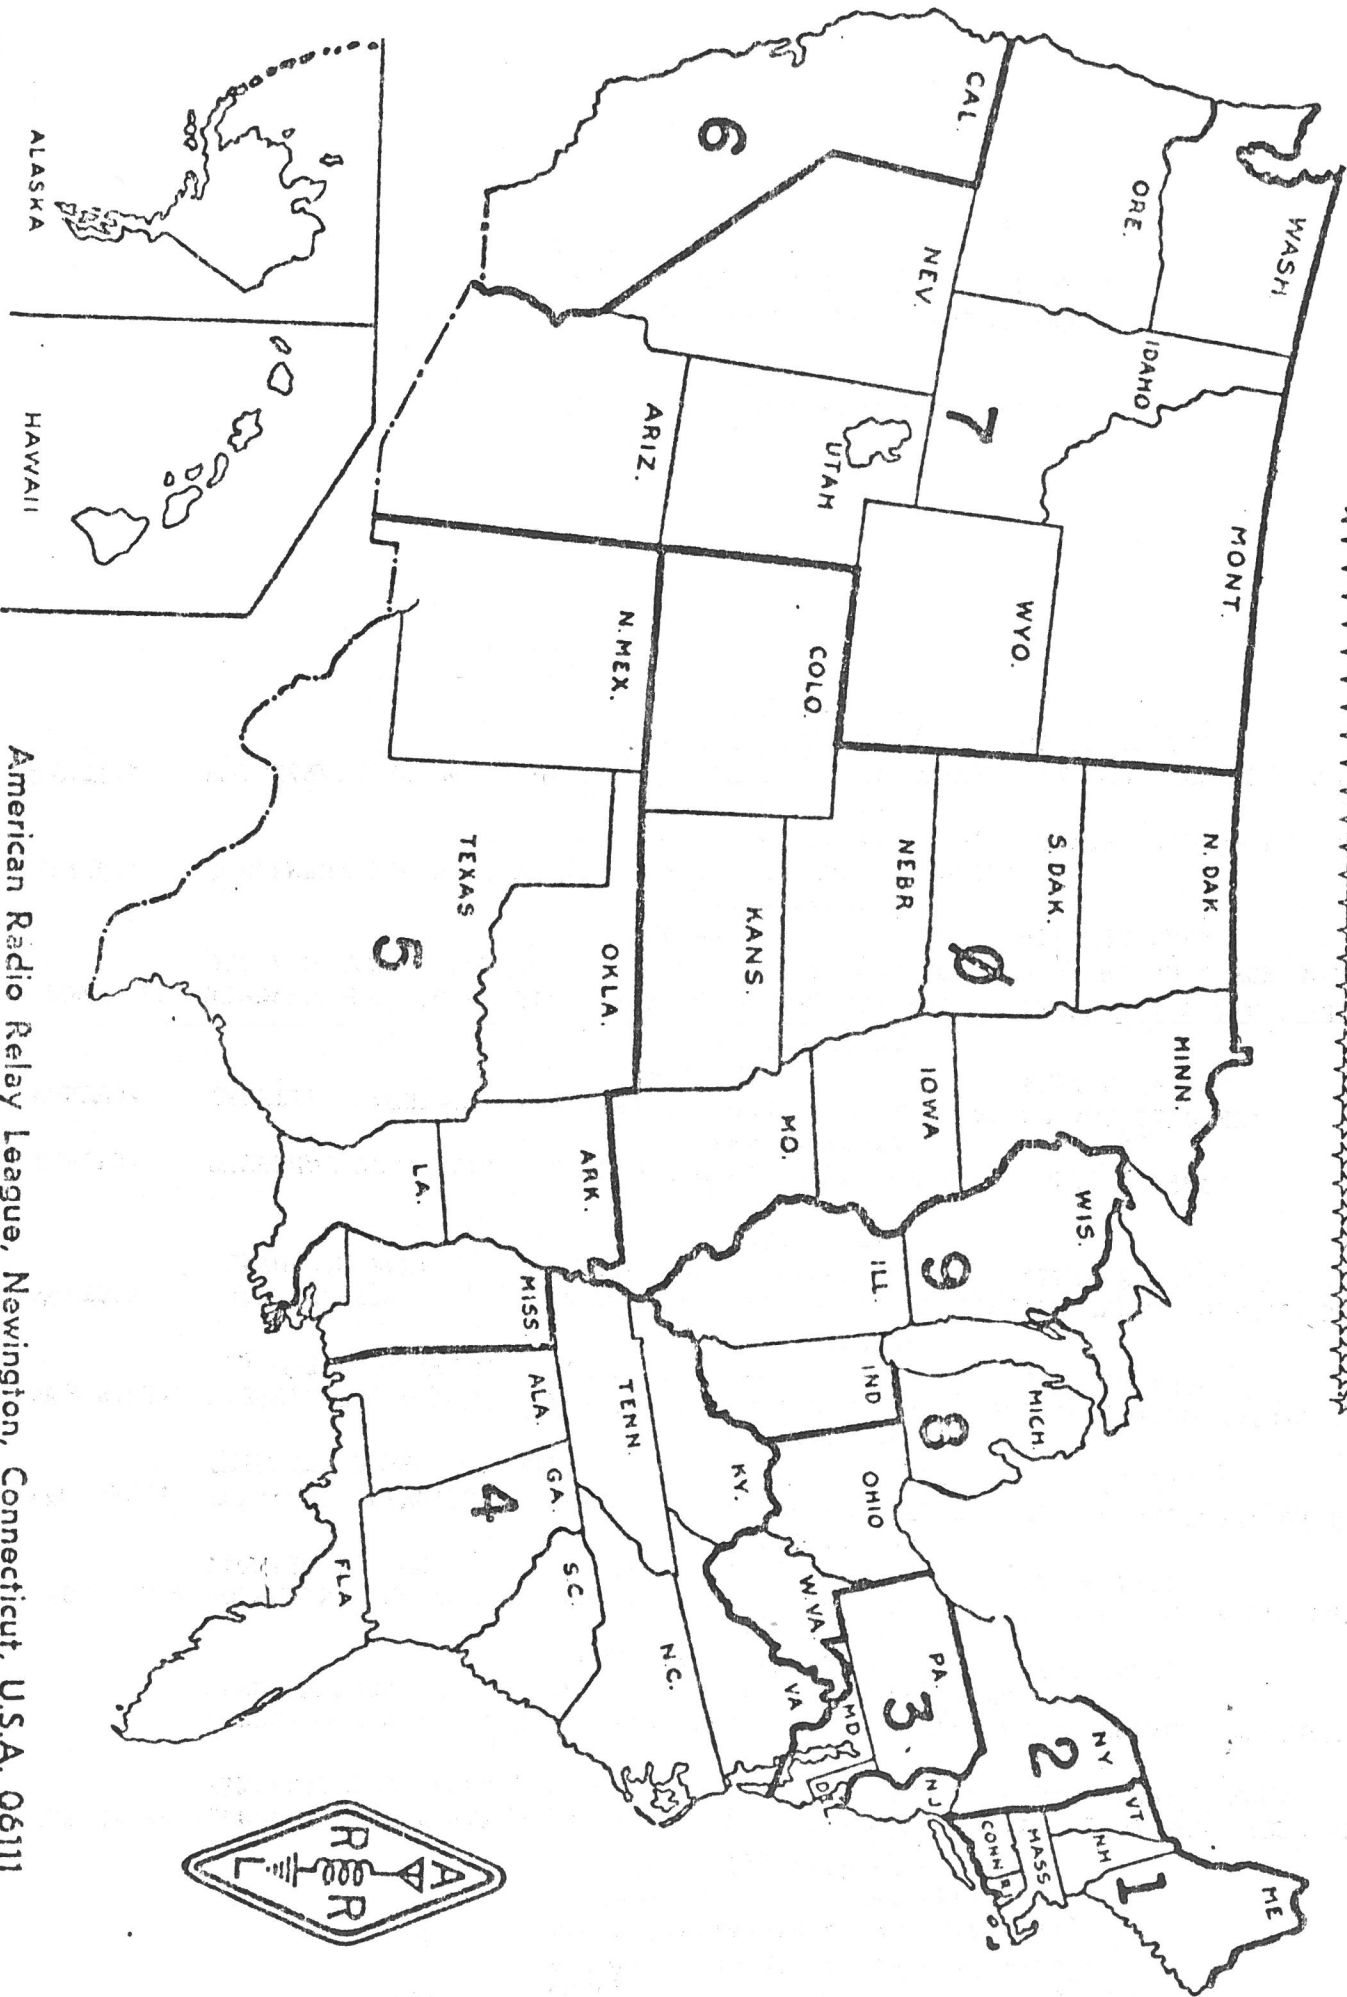 WASH.
MONT.
N. DAK
MINN.
ME
ORE.
IDAHO
WYO.
S. DAK.
WIS.
MICH.
VT
N.H
1
NY
2
MASS
CONN
R.I
CAL.
NEV.
7
UTAH
COLO.
NEBR
Ø
IOWA
9
ILL.
IND
8
OHIO
PA.
3
NJ
6
ARIZ.
N. MEX.
KANS.
MO.
KY.
W. VA.
MD
DEL
VA
OKLA.
ARK.
TENN.
N.C.
TEXAS
5
LA.
MISS.
ALA.
GA.
4
S.C.
FLA
ALASKA
HAWAII
A
R R
L
American Radio Relay League, Newington, Connecticut, U.S.A. 06111